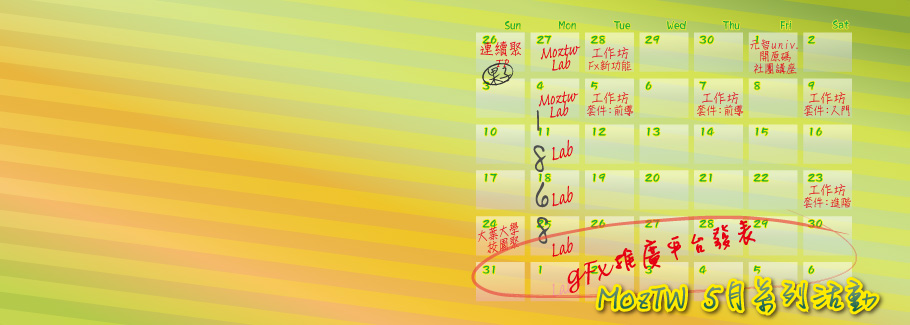 Sun Mon Tue Wed Thu Fri Sat
26 27 28 29 30 1 2
連續聚
Moztw
Lab
工作坊
Fx新功能
元智univ.
開原碼
社團講座
3 4 5 6 7 8 9
Moztw
Lab
工作坊
套件:前導
工作坊
套件:前導
工作坊
套件:入門
10 11 12 13 14 15 16
Lab
17 18 19 20 21 22 23
Lab
工作坊
套件:進階
24 25 26 27 28 29 30
大葉大學
校園聚
Lab
1
8
6
8
gFx推廣平台發表
31 1 2 3 4 5 6
MozTW 5月系列活動